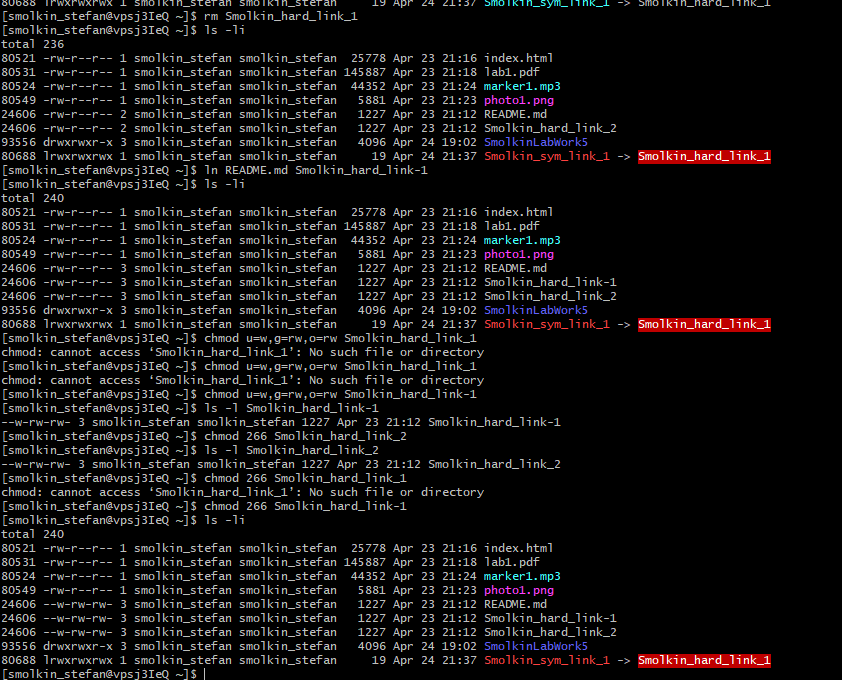 80688 lrwxrwxrwx 1 smolkin_stefan smolkin_stefan     19 Apr 24 21:37 Smolkin_sym_link_1 -> Smolkin_hard_link_1
[smolkin_stefan@vpsj3IeQ ~]$ rm Smolkin_hard_link_1
[smolkin_stefan@vpsj3IeQ ~]$ ls -li
total 236
80521 -rw-r--r-- 1 smolkin_stefan smolkin_stefan  25778 Apr 23 21:16 index.html
80531 -rw-r--r-- 1 smolkin_stefan smolkin_stefan 145887 Apr 23 21:18 lab1.pdf
80524 -rw-r--r-- 1 smolkin_stefan smolkin_stefan  44352 Apr 23 21:24 marker1.mp3
80549 -rw-r--r-- 1 smolkin_stefan smolkin_stefan   5881 Apr 23 21:23 photo1.png
24606 -rw-r--r-- 2 smolkin_stefan smolkin_stefan   1227 Apr 23 21:12 README.md
24606 -rw-r--r-- 2 smolkin_stefan smolkin_stefan   1227 Apr 23 21:12 Smolkin_hard_link_2
93556 drwxrwxr-x 3 smolkin_stefan smolkin_stefan   4096 Apr 24 19:02 SmolkinLabWork5
80688 lrwxrwxrwx 1 smolkin_stefan smolkin_stefan     19 Apr 24 21:37 Smolkin_sym_link_1 -> Smolkin_hard_link_1
[smolkin_stefan@vpsj3IeQ ~]$ ln README.md Smolkin_hard_link-1
[smolkin_stefan@vpsj3IeQ ~]$ ls -li
total 240
80521 -rw-r--r-- 1 smolkin_stefan smolkin_stefan  25778 Apr 23 21:16 index.html
80531 -rw-r--r-- 1 smolkin_stefan smolkin_stefan 145887 Apr 23 21:18 lab1.pdf
80524 -rw-r--r-- 1 smolkin_stefan smolkin_stefan  44352 Apr 23 21:24 marker1.mp3
80549 -rw-r--r-- 1 smolkin_stefan smolkin_stefan   5881 Apr 23 21:23 photo1.png
24606 -rw-r--r-- 3 smolkin_stefan smolkin_stefan   1227 Apr 23 21:12 README.md
24606 -rw-r--r-- 3 smolkin_stefan smolkin_stefan   1227 Apr 23 21:12 Smolkin_hard_link-1
24606 -rw-r--r-- 3 smolkin_stefan smolkin_stefan   1227 Apr 23 21:12 Smolkin_hard_link_2
93556 drwxrwxr-x 3 smolkin_stefan smolkin_stefan   4096 Apr 24 19:02 SmolkinLabWork5
80688 lrwxrwxrwx 1 smolkin_stefan smolkin_stefan     19 Apr 24 21:37 Smolkin_sym_link_1 -> Smolkin_hard_link_1
[smolkin_stefan@vpsj3IeQ ~]$ chmod u=w,g=rw,o=rw Smolkin_hard_link_1
chmod: cannot access ‘Smolkin_hard_link_1’: No such file or directory
[smolkin_stefan@vpsj3IeQ ~]$ chmod u=w,g=rw,o=rw Smolkin_hard_link_1
chmod: cannot access ‘Smolkin_hard_link_1’: No such file or directory
[smolkin_stefan@vpsj3IeQ ~]$ chmod u=w,g=rw,o=rw Smolkin_hard_link-1
[smolkin_stefan@vpsj3IeQ ~]$ ls -l Smolkin_hard_link-1
--w-rw-rw- 3 smolkin_stefan smolkin_stefan 1227 Apr 23 21:12 Smolkin_hard_link-1
[smolkin_stefan@vpsj3IeQ ~]$ chmod 266 Smolkin_hard_link_2
[smolkin_stefan@vpsj3IeQ ~]$ ls -l Smolkin_hard_link_2
--w-rw-rw- 3 smolkin_stefan smolkin_stefan 1227 Apr 23 21:12 Smolkin_hard_link_2
[smolkin_stefan@vpsj3IeQ ~]$ chmod 266 Smolkin_hard_link_1
chmod: cannot access ‘Smolkin_hard_link_1’: No such file or directory
[smolkin_stefan@vpsj3IeQ ~]$ chmod 266 Smolkin_hard_link-1
[smolkin_stefan@vpsj3IeQ ~]$ ls -li
total 240
80521 -rw-r--r-- 1 smolkin_stefan smolkin_stefan  25778 Apr 23 21:16 index.html
80531 -rw-r--r-- 1 smolkin_stefan smolkin_stefan 145887 Apr 23 21:18 lab1.pdf
80524 -rw-r--r-- 1 smolkin_stefan smolkin_stefan  44352 Apr 23 21:24 marker1.mp3
80549 -rw-r--r-- 1 smolkin_stefan smolkin_stefan   5881 Apr 23 21:23 photo1.png
24606 --w-rw-rw- 3 smolkin_stefan smolkin_stefan   1227 Apr 23 21:12 README.md
24606 --w-rw-rw- 3 smolkin_stefan smolkin_stefan   1227 Apr 23 21:12 Smolkin_hard_link-1
24606 --w-rw-rw- 3 smolkin_stefan smolkin_stefan   1227 Apr 23 21:12 Smolkin_hard_link_2
93556 drwxrwxr-x 3 smolkin_stefan smolkin_stefan   4096 Apr 24 19:02 SmolkinLabWork5
80688 lrwxrwxrwx 1 smolkin_stefan smolkin_stefan     19 Apr 24 21:37 Smolkin_sym_link_1 -> Smolkin_hard_link_1
[smolkin_stefan@vpsj3IeQ ~]$